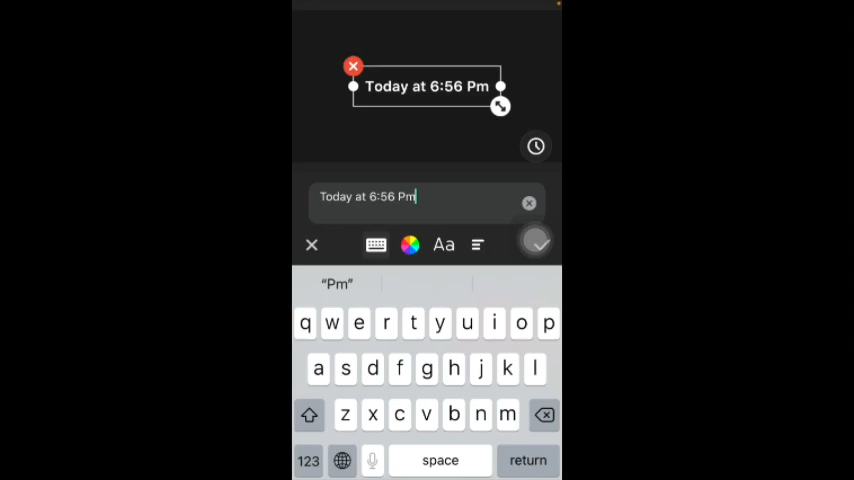 Today at 6:56 Pm
Today at 6:56 Pm
Aa
“Pm”
q w e r t y u i o p
a s d f g h j k l
z x c v b n m
123 space return